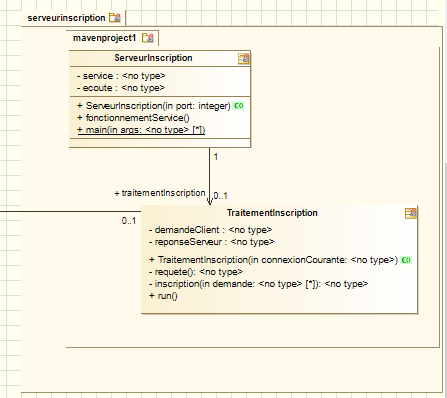 serveurinscription
mavenproject1
ServeurInscription
- service : <no type>
- ecoute : <no type>
+ ServeurInscription(in port: integer)
+ fonctionnementService()
+ main(in args: <no type> [*])
1
+ traitementInscription
0..1
0..1
TraitementInscription
- demandeClient : <no type>
- reponseServeur : <no type>
+ TraitementInscription(in connexionCourante: <no type>)
- requete(): <no type>
- inscription(in demande: <no type> [*]): <no type>
+ run()